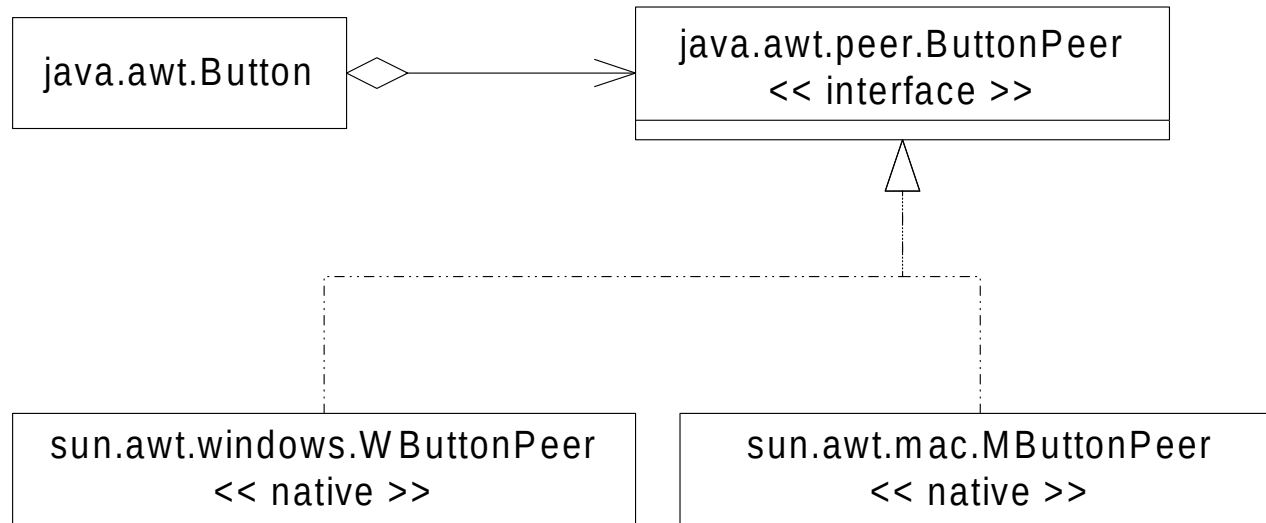 java.awt.Button
java.awt.peer.ButtonPeer
<< interface >>
sun.awt.windows.WButtonPeer
<< native >>
sun.awt.mac.MButtonPeer
<< native >>